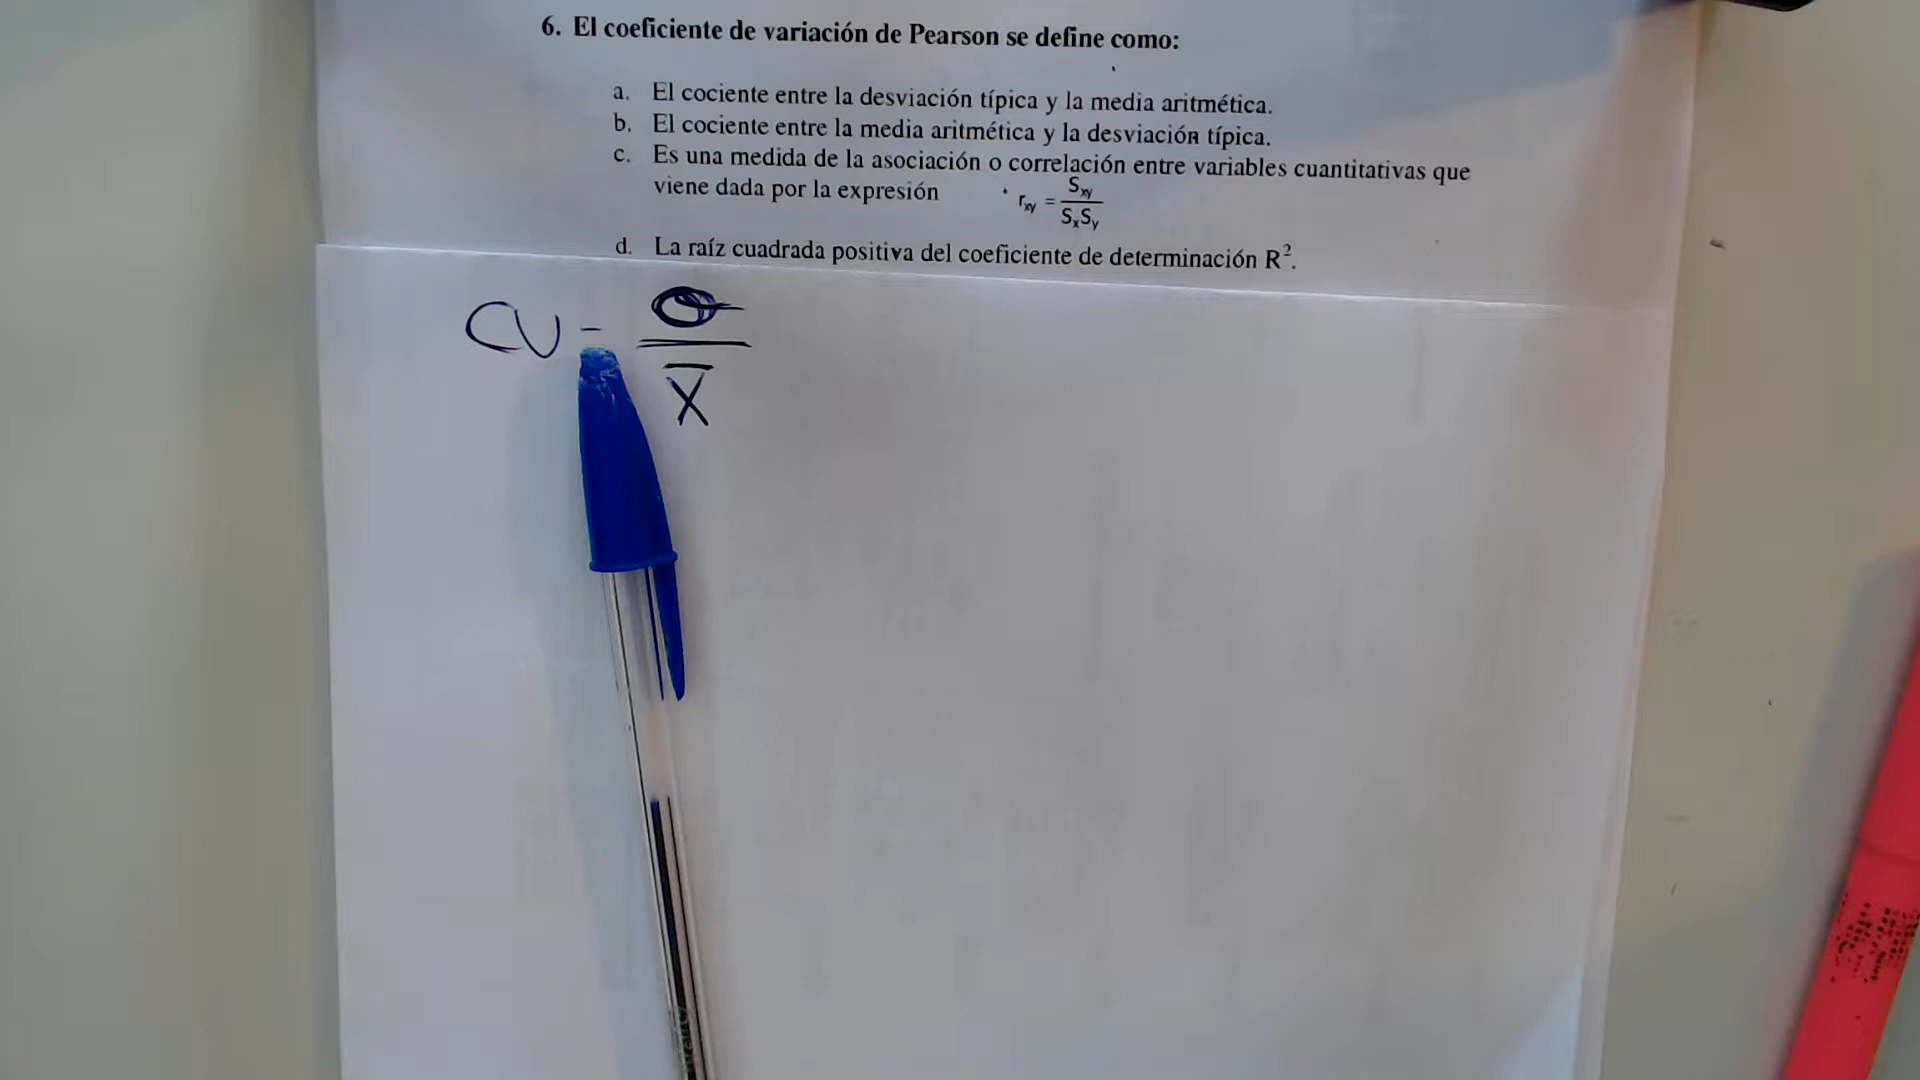 6. El coeficiente de variación de Pearson se define como:
a. El cociente entre la desviación típica y la media aritmética.
b. El cociente entre la media aritmética y la desviación típica.
c. Es una medida de la asociación o correlación entre variables cuantitativas que
viene dada por la expresión r_xy = S_xy / S_x S_y
d. La raíz cuadrada positiva del coeficiente de determinación R².
CV = σ / X̄